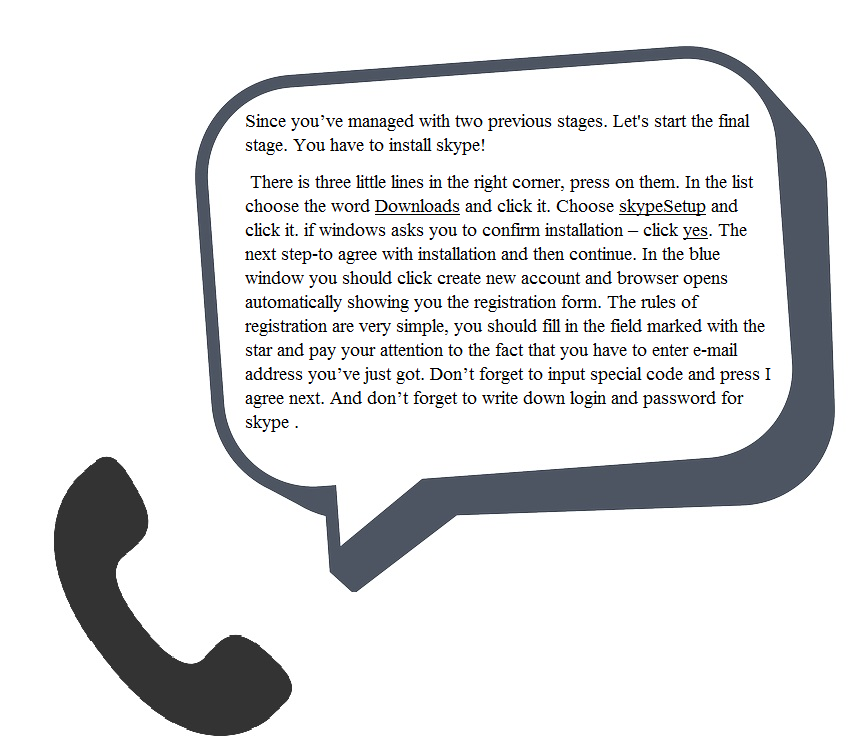 Since you’ve managed with two previous stages. Let's start the final
stage. You have to install skype!
There is three little lines in the right corner, press on them. In the list
choose the word Downloads and click it. Choose skypeSetup and
click it. if windows asks you to confirm installation – click yes. The
next step-to agree with installation and then continue. In the blue
window you should click create new account and browser opens
automatically showing you the registration form. The rules of
registration are very simple, you should fill in the field marked with the
star and pay your attention to the fact that you have to enter e-mail
address you’ve just got. Don’t forget to input special code and press I
agree next. And don’t forget to write down login and password for
skype .